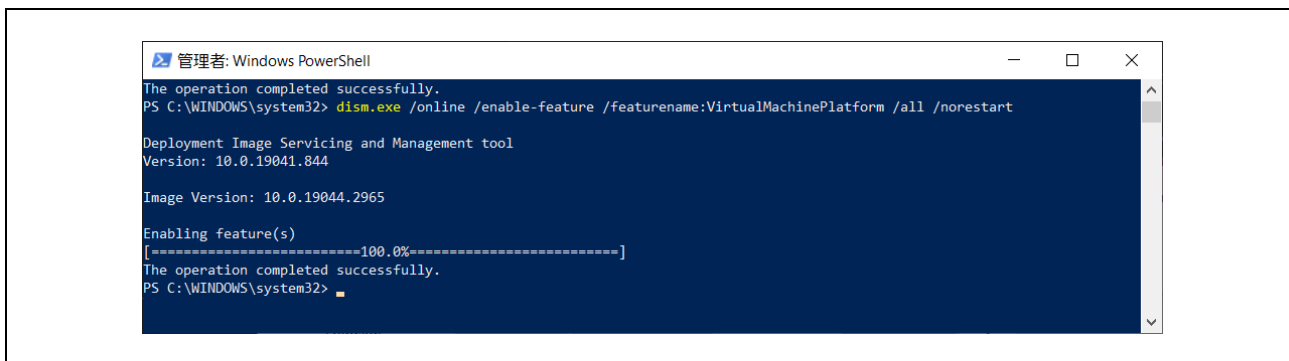 管理者: Windows PowerShell
The operation completed successfully.
PS C:\WINDOWS\system32> dism.exe /online /enable-feature /featurename:VirtualMachinePlatform /all /norestart
Deployment Image Servicing and Management tool
Version: 10.0.19041.844
Image Version: 10.0.19044.2965
Enabling feature(s)
[==========================100.0%==========================]
The operation completed successfully.
PS C:\WINDOWS\system32>